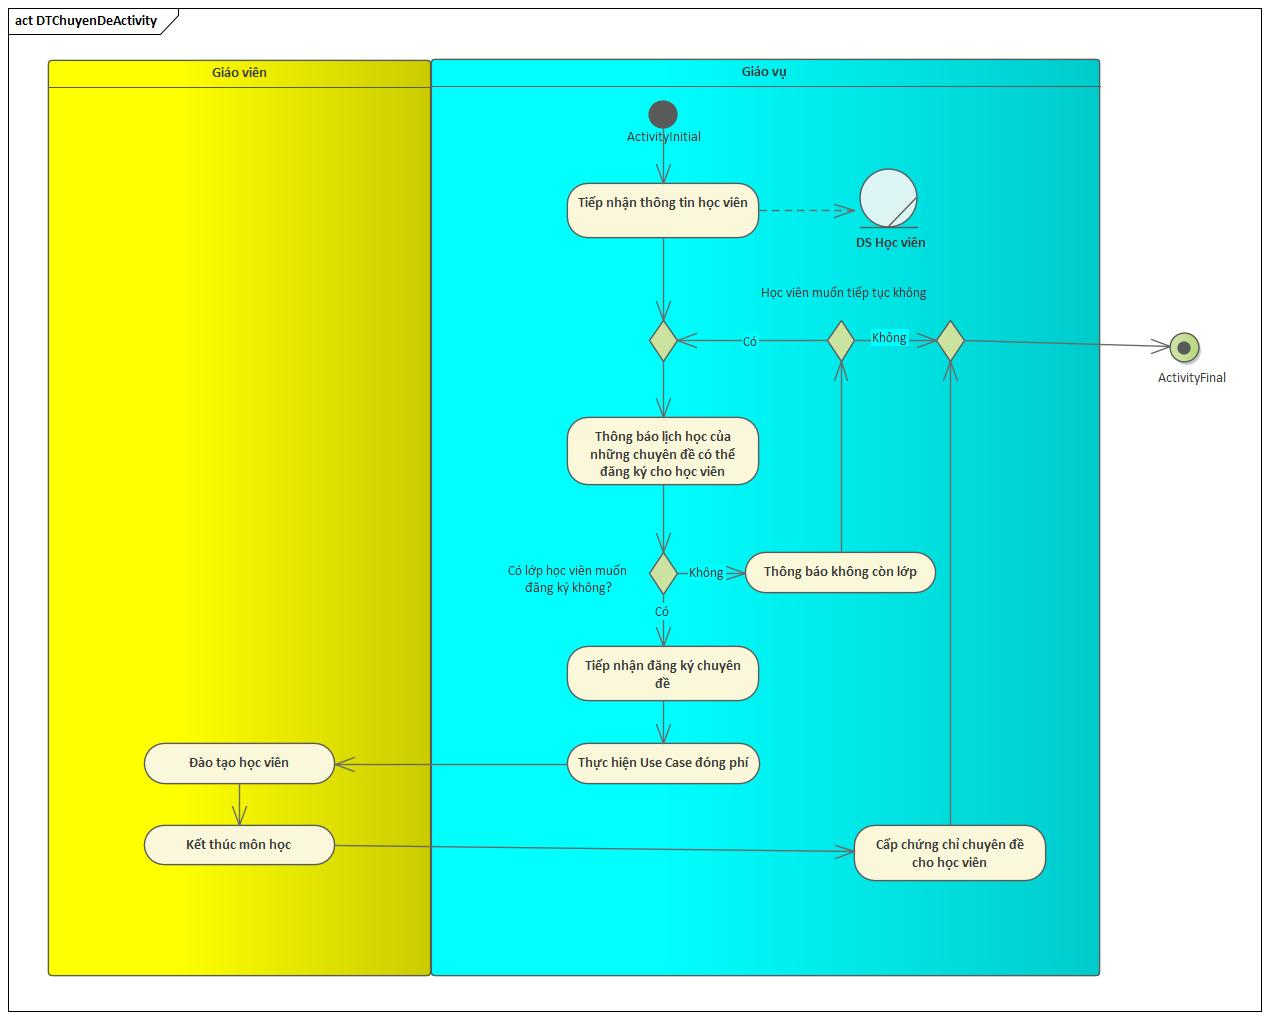 act DTChuyenDeActivity
Giáo viên
Giáo vụ
ActivityInitial
Tiếp nhận thông tin học viên
DS Học viên
Học viên muốn tiếp tục không
Có
Không
ActivityFinal
Thông báo lịch học của
những chuyên đề có thể
đăng ký cho học viên
Có lớp học viên muốn
đăng ký không?
Không
Thông báo không còn lớp
Có
Tiếp nhận đăng ký chuyên
đề
Đào tạo học viên
Thực hiện Use Case đóng phí
Kết thúc môn học
Cấp chứng chỉ chuyên đề
cho học viên